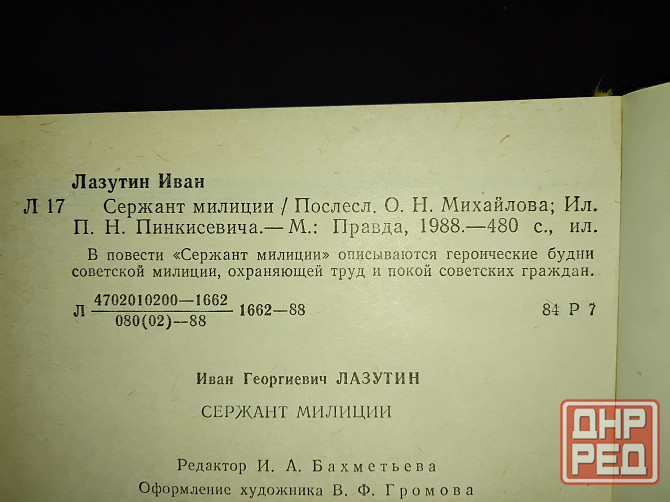 Лазутин Иван
Л 17 Сержант милиции / Послесл. О. Н. Михайлова; Ил.
П. Н. Пинкисевича.— М.: Правда, 1988.—480 с., ил.
В повести «Сержант милиции» описываются героические будни
советской милиции, охраняющей труд и покой советских граждан.
Л 4702010200—1662 1662—88 84 Р 7
080(02)—88
Иван Георгиевич ЛАЗУТИН
СЕРЖАНТ МИЛИЦИИ
Редактор И. А. Бахметьева
Оформление художника В. Ф. Громова
ДНР
РЕД